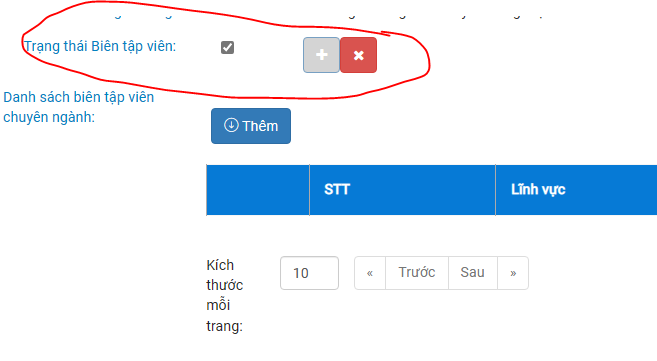 Trạng thái Biên tập viên:
Danh sách biên tập viên
chuyên ngành:
Thêm
STT Lĩnh vực
Kích
thước
mỗi
trang:
10 « Trước Sau »